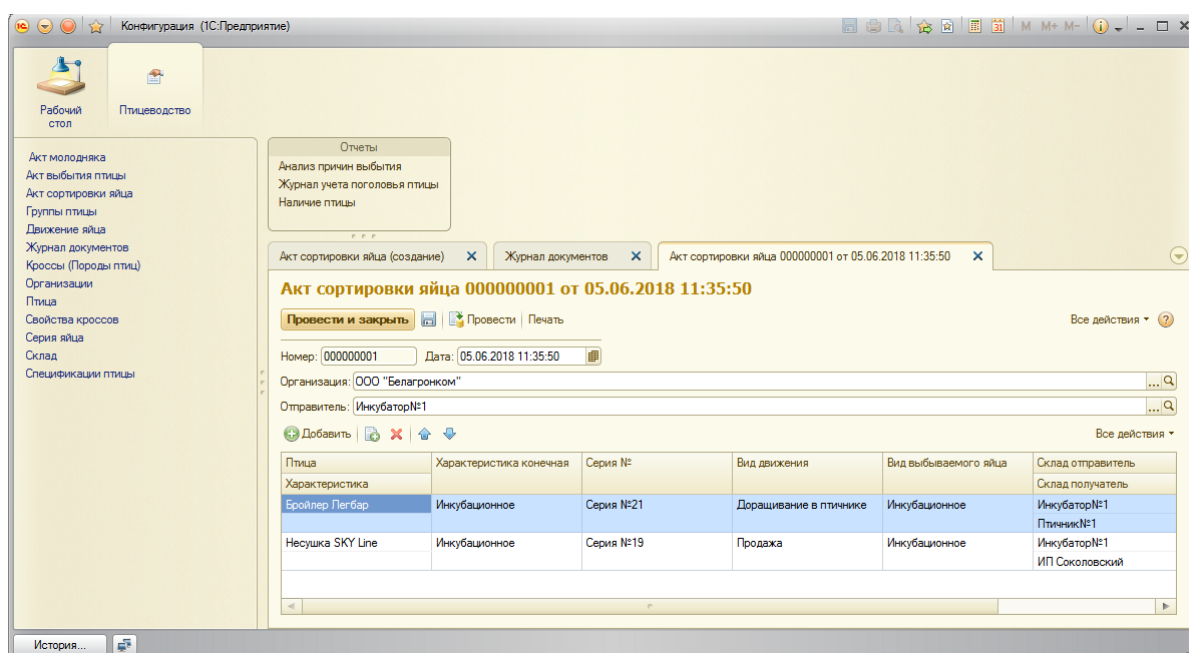 Конфигурация (1С:Предприятие)
M M+ M-
Рабочий
стол
Птицеводство
Акт молодняка
Акт выбытия птицы
Акт сортировки яйца
Группы птицы
Движение яйца
Журнал документов
Кроссы (Породы птиц)
Организации
Птица
Свойства кроссов
Серия яйца
Склад
Спецификации птицы
Отчеты
Анализ причин выбытия
Журнал учета поголовья птицы
Наличие птицы
Акт сортировки яйца (создание)
Журнал документов
Акт сортировки яйца 000000001 от 05.06.2018 11:35:50
Акт сортировки яйца 000000001 от 05.06.2018 11:35:50
Провести и закрыть Провести Печать Все действия
Номер: 000000001 Дата: 05.06.2018 11:35:50
Организация: ООО "Белагронком"
Отправитель: Инкубатор№1
Добавить Все действия
Птица Характеристика конечная Серия № Вид движения Вид выбываемого яйца Склад отправитель
Характеристика Склад получатель
Бройлер Легбар Инкубационное Серия №21 Доращивание в птичнике Инкубационное Инкубатор№1
Птичник№1
Несушка SKY Line Инкубационное Серия №19 Продажа Инкубационное Инкубатор№1
ИП Соколовский
История...